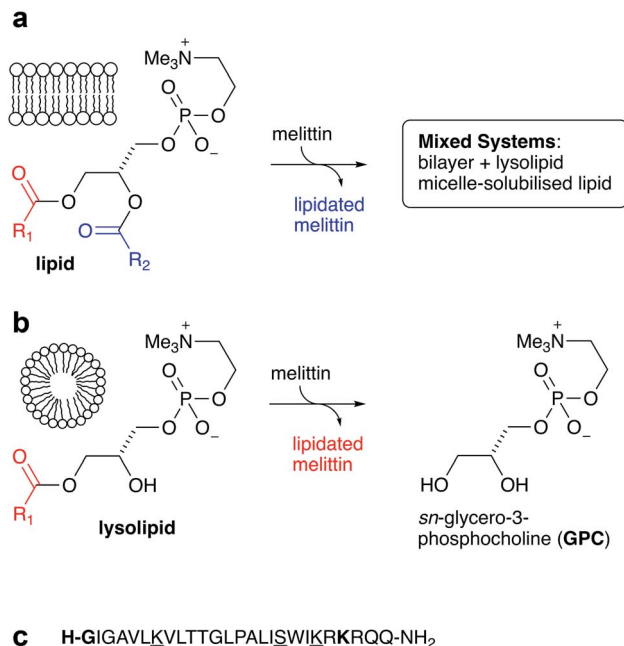 a
+
Me3N
O
P
O
O
O–
O
O
O
O
R1
R2
lipid
melittin
lipidated
melittin
Mixed Systems:
bilayer + lysolipid
micelle-solubilised lipid
b
+
Me3N
O
P
O
O
O–
O
O
OH
R1
lysolipid
melittin
lipidated
melittin
+
Me3N
O
P
O
O
O–
HO
OH
sn-glycero-3-
phosphocholine (GPC)
c H-GIGAVLKVLTTGLPALISWIKRKRQQ-NH2